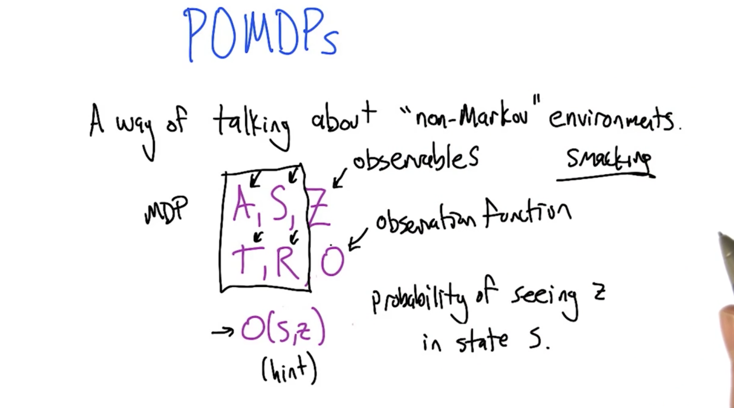 POMDPs
A way of talking about "non-Markov" environments.
observables
smacking
MDP
A, S, Z
observation function
T, R O
Probability of seeing z
O(s,z)
in state s.
(hint)